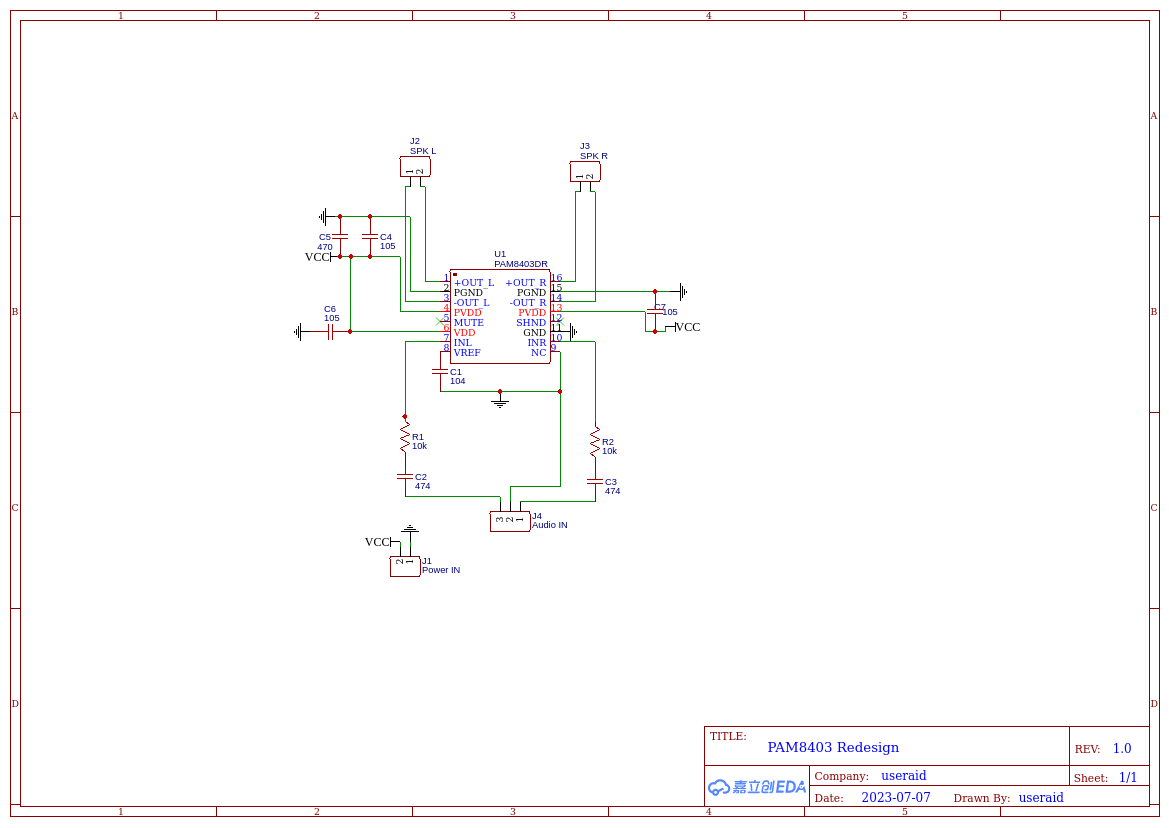 1 2 3 4 5
A A
J2
SPK L
1 2
J3
SPK R
1 2
C5
470
C4
105
VCC
U1
PAM8403DR
1 +OUT_L +OUT_R 16
2 PGND PGND 15
3 -OUT_L -OUT_R 14
4 PVDD PVDD 13
5 MUTE SHND 12
6 VDD GND 11
7 INL INR 10
8 VREF NC 9
B B
C6
105
C7
105
VCC
C1
104
R1
10k
R2
10k
C2
474
C3
474
C C
3 2 1
J4
Audio IN
VCC
2 1
J1
Power IN
D D
TITLE:
PAM8403 Redesign
REV: 1.0
嘉立创EDA
Company: useraid
Sheet: 1/1
Date: 2023-07-07 Drawn By: useraid
1 2 3 4 5